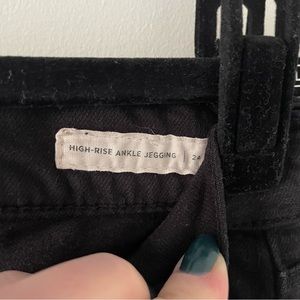 HIGH-RISE ANKLE JEGGING | 24